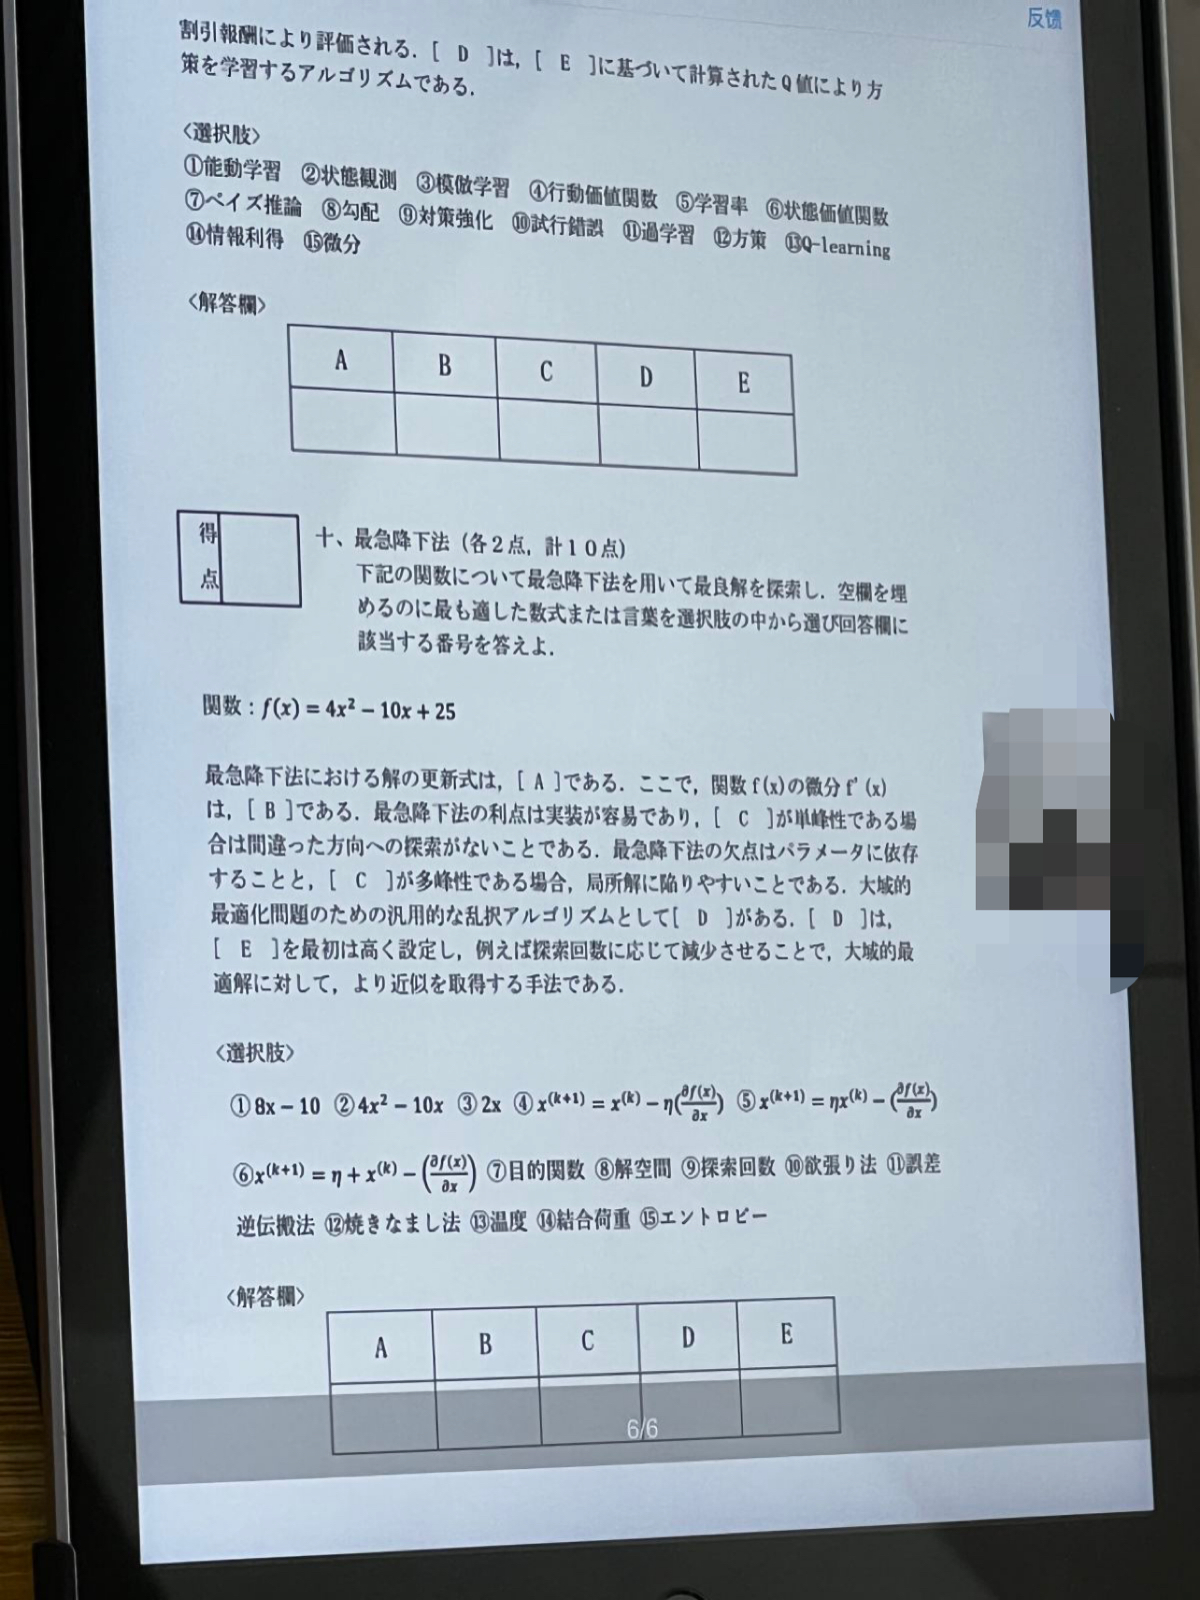 反馈
割引報酬により評価される．[　D　]は，[　E　]に基づいて計算されたQ値により方
策を学習するアルゴリズムである．
〈選択肢〉
①能動学習　②状態観測　③模倣学習　④行動価値関数　⑤学習率　⑥状態価値関数
⑦ベイズ推論　⑧勾配　⑨対策強化　⑩試行錯誤　⑪過学習　⑫方策　⑬Q-learning
⑭情報利得　⑮微分
〈解答欄〉
A B C D E
得点
十、最急降下法（各２点，計１０点）
下記の関数について最急降下法を用いて最良解を探索し．空欄を埋
めるのに最も適した数式または言葉を選択肢の中から選び回答欄に
該当する番号を答えよ．
関数：f(x) = 4x² − 10x + 25
最急降下法における解の更新式は，[ A ]である．ここで，関数 f(x)の微分 f'(x)
は，[ B ]である．最急降下法の利点は実装が容易であり，[　C　]が単峰性である場
合は間違った方向への探索がないことである．最急降下法の欠点はパラメータに依存
することと，[　C　]が多峰性である場合，局所解に陥りやすいことである．大域的
最適化問題のための汎用的な乱択アルゴリズムとして[　D　]がある．[　D　]は，
[　E　]を最初は高く設定し，例えば探索回数に応じて減少させることで，大域的最
適解に対して，より近似を取得する手法である．
〈選択肢〉
①8x − 10 ②4x² − 10x ③2x ④x^(k+1) = x^(k) − η(∂f(x)/∂x) ⑤x^(k+1) = ηx^(k) − (∂f(x)/∂x)
⑥x^(k+1) = η + x^(k) − (∂f(x)/∂x) ⑦目的関数 ⑧解空間 ⑨探索回数 ⑩欲張り法 ⑪誤差
逆伝搬法 ⑫焼きなまし法 ⑬温度 ⑭結合荷重 ⑮エントロピー
〈解答欄〉
A B C D E
6/6